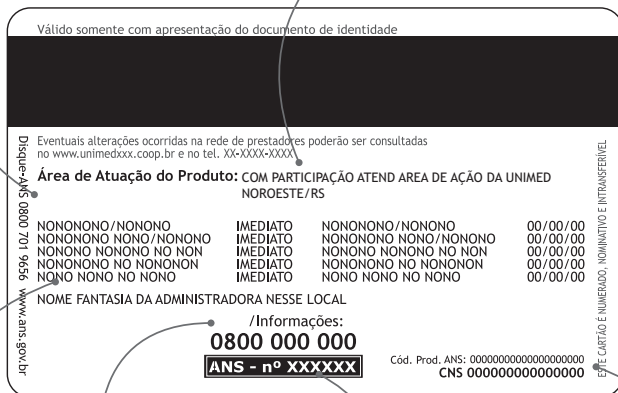 Válido somente com apresentação do documento de identidade
Eventuais alterações ocorridas na rede de prestadores poderão ser consultadas
no www.unimedxxx.coop.br e no tel. XX-XXXX-XXXX
Área de Atuação do Produto: COM PARTICIPAÇÃO ATEND AREA DE AÇÃO DA UNIMED
NOROESTE/RS
NONONONO/NONONO IMEDIATO NONONONO/NONONO 00/00/00
NONONONO NONO/NONONO IMEDIATO NONONONO NONO/NONONO 00/00/00
NONONO NONONO NO NON IMEDIATO NONONO NONONO NO NON 00/00/00
NONONONO NO NONONON IMEDIATO NONONONO NO NONONON 00/00/00
NONO NONO NO NONO IMEDIATO NONO NONO NO NONO 00/00/00
NOME FANTASIA DA ADMINISTRADORA NESSE LOCAL
/Informações:
0800 000 000
ANS - nº XXXXXX
Cód. Prod. ANS: 00000000000000000000
CNS 000000000000000
Disque-ANS 0800 701 9656 www.ans.gov.br
ESTE CARTÃO É NUMERADO, NOMINATIVO E INTRANSFERÍVEL